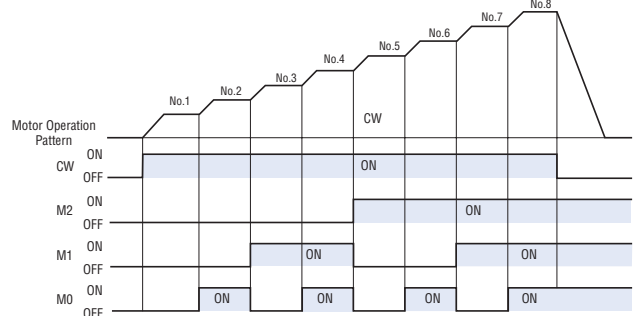 No.8
No.7
No.6
No.5
No.4
No.3
No.2
No.1
CW
Motor Operation
Pattern
ON
CW
ON
OFF
ON
M2
ON
OFF
ON
M1
ON
ON
OFF
ON
M0
ON
ON
ON
ON
OFF